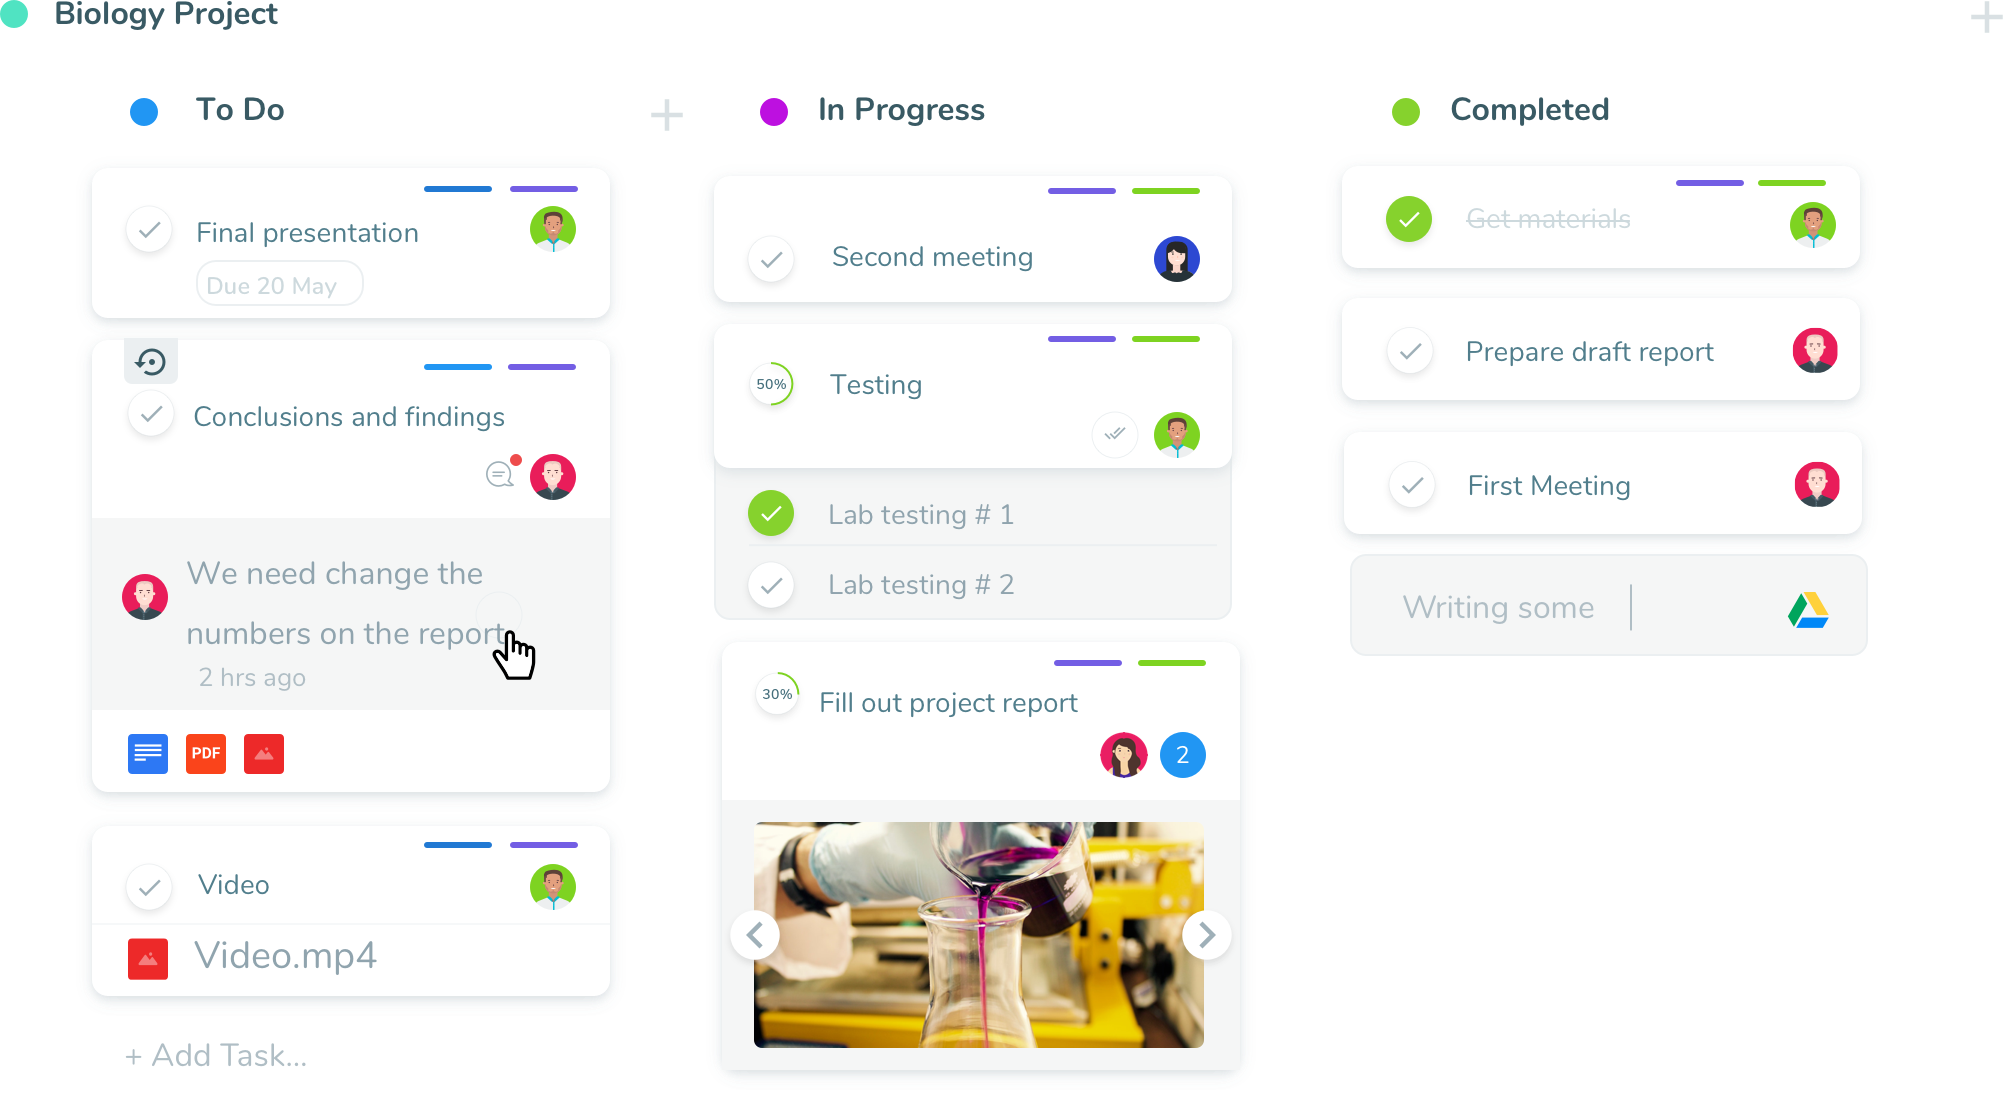 Biology Project
To Do
Final presentation
Due 20 May
Conclusions and findings
We need change the
numbers on the report
2 hrs ago
PDF
Video
Video.mp4
+ Add Task...
In Progress
Second meeting
50%
Testing
Lab testing # 1
Lab testing # 2
30%
Fill out project report
2
Completed
Get materials
Prepare draft report
First Meeting
Writing some